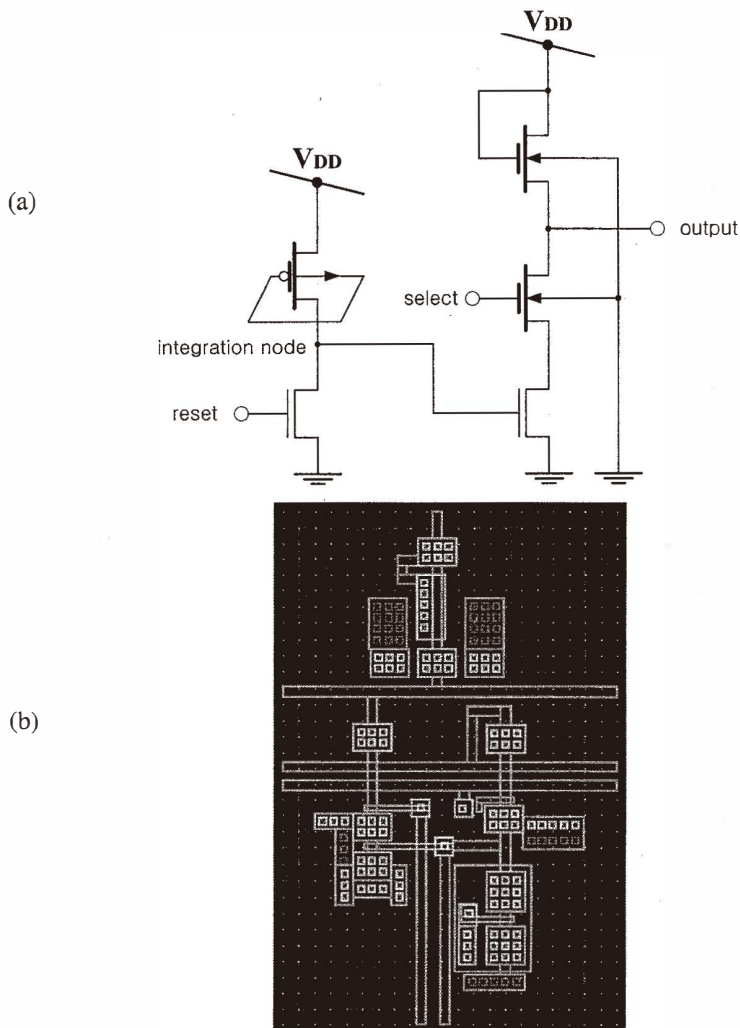 VDD
VDD
(a)
output
select
integration node
reset
(b)